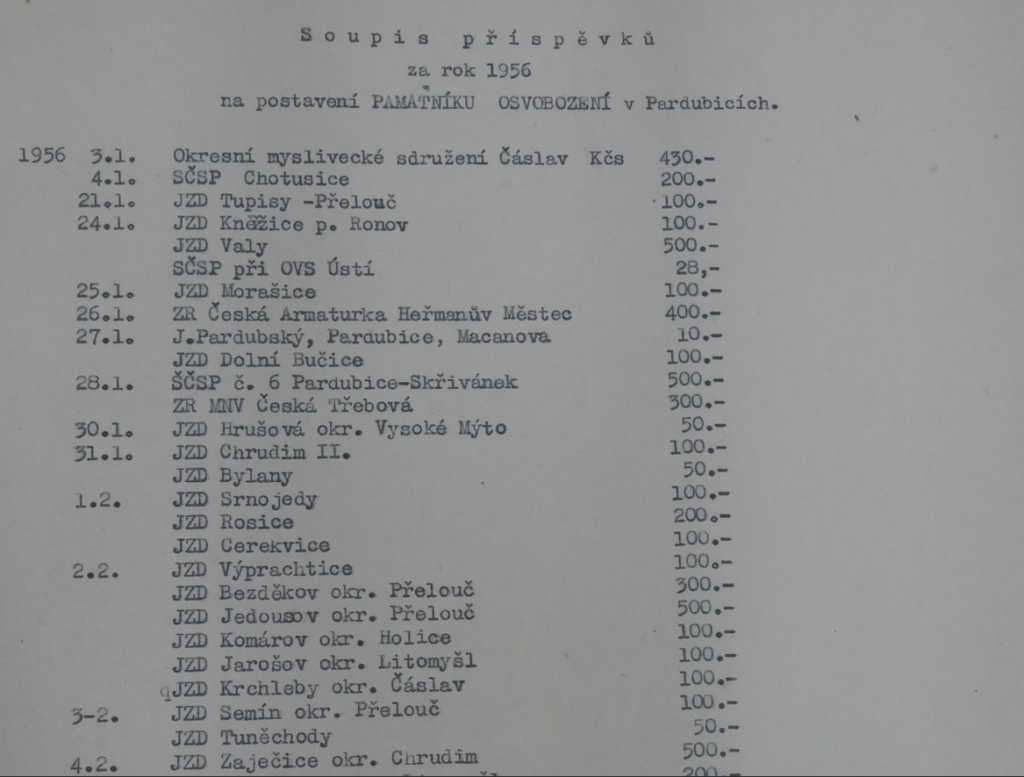 Soupis příspěvků
za rok 1956
na postavení PAMATNÍKU OSVOBOZENÍ v Pardubicích.
1956 3.1. Okresní myslivecké sdružení Čáslav Kčs 430.-
4.1. SČSP Chotusice 200.-
21.1. JZD Tupisy -Přelouč 100.-
24.1. JZD Kněžice p. Ronov 100.-
JZD Valy 500.-
SČSP při OVS Ústí 28,-
25.1. JZD Morašice 100.-
26.1. ZR Česká Armaturka Heřmanův Městec 400.-
27.1. J.Pardubský, Pardubice, Macanova 10.-
JZD Dolní Bučice 100.-
28.1. ŠČSP č. 6 Pardubice-Skřivánek 500.-
ZR MNV Česká Třebová 300.-
30.1. JZD Hrušová okr. Vysoké Mýto 50.-
31.1. JZD Chrudim II. 100.-
JZD Bylany 50.-
1.2. JZD Srnojedy 100.-
JZD Rosice 200.-
JZD Cerekvice 100.-
2.2. JZD Výprachtice 100.-
JZD Bezděkov okr. Přelouč 300.-
JZD Jedousov okr. Přelouč 500.-
JZD Komárov okr. Holice 100.-
JZD Jarošov okr. Litomyšl 100.-
qJZD Krchleby okr. Čáslav 100.-
3-2. JZD Semín okr. Přelouč 100.-
JZD Tuněchody 50.-
4.2. JZD Zaječice okr. Chrudim 500.-
200.-